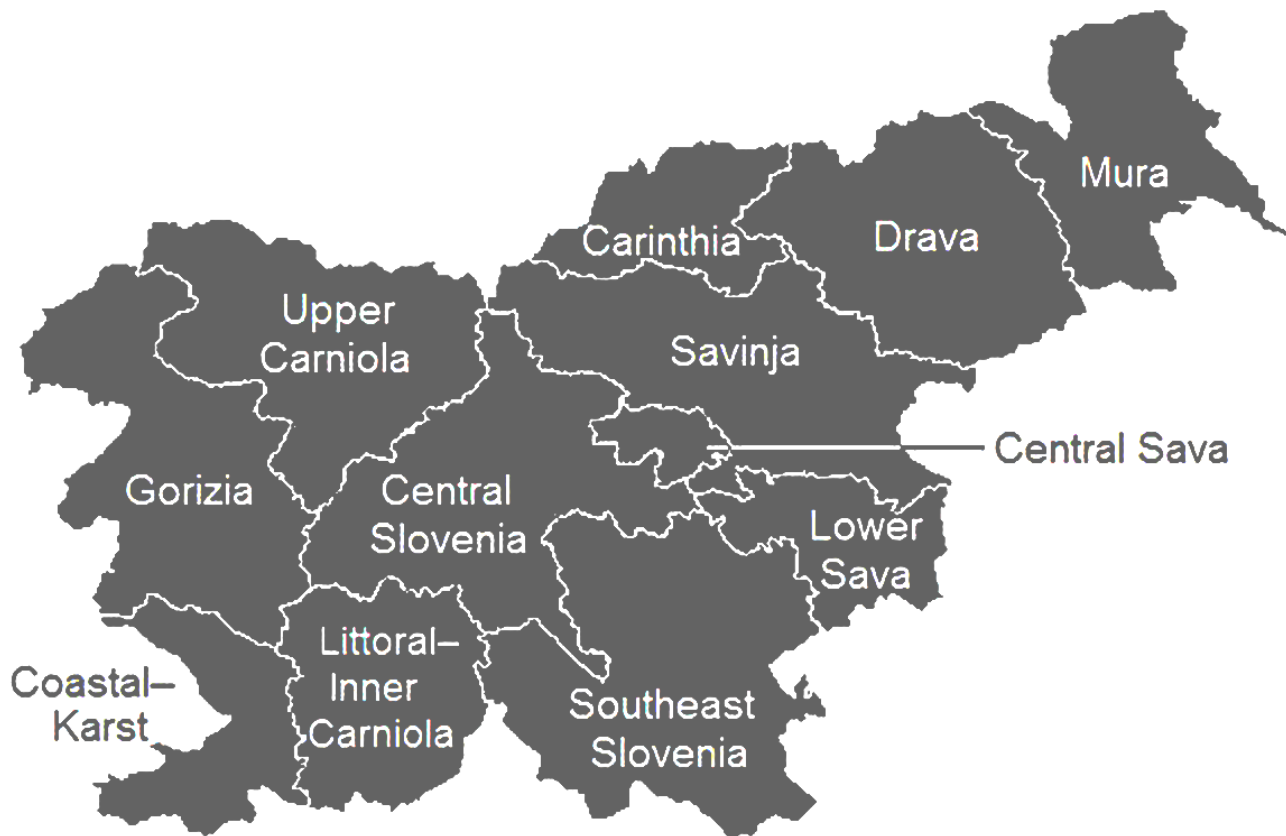 Mura
Drava
Carinthia
Upper
Carniola
Savinja
Central Sava
Gorizia
Central
Slovenia
Lower
Sava
Littoral–
Inner
Carniola
Coastal–
Karst
Southeast
Slovenia